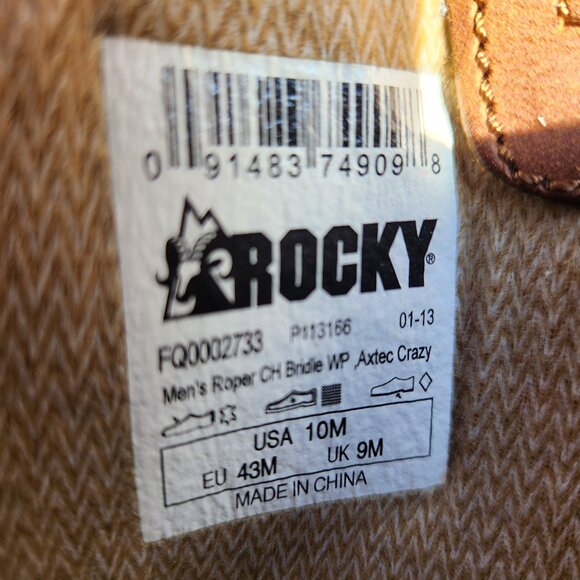 0 91483 74909 8
ROCKY®
FQ0002733 P113166 01-13
Men's Roper CH Bridle WP ,Axtec Crazy
USA 10M
EU 43M UK 9M
MADE IN CHINA